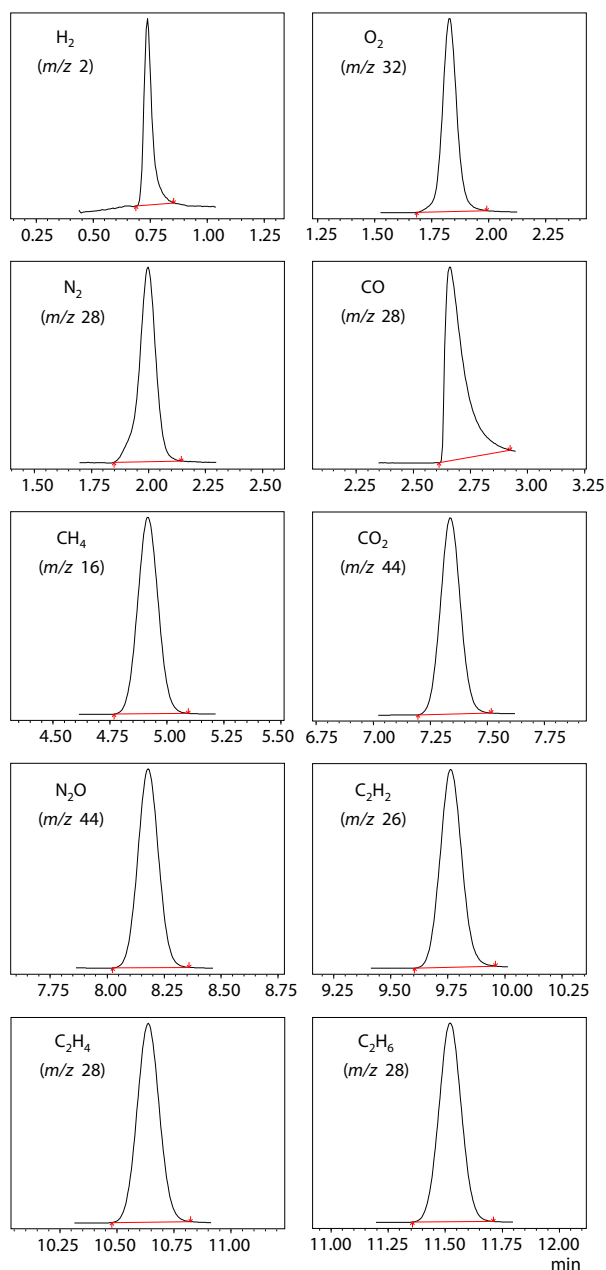 H₂
(m/z 2)
0.25 0.50 0.75 1.00 1.25
O₂
(m/z 32)
1.25 1.50 1.75 2.00 2.25
N₂
(m/z 28)
1.50 1.75 2.00 2.25 2.50
CO
(m/z 28)
2.25 2.50 2.75 3.00 3.25
CH₄
(m/z 16)
4.50 4.75 5.00 5.25 5.50
CO₂
(m/z 44)
6.75 7.00 7.25 7.50 7.75
N₂O
(m/z 44)
7.75 8.00 8.25 8.50 8.75
C₂H₂
(m/z 26)
9.25 9.50 9.75 10.00 10.25
C₂H₄
(m/z 28)
10.25 10.50 10.75 11.00
C₂H₆
(m/z 28)
11.00 11.25 11.50 11.75 12.00
min